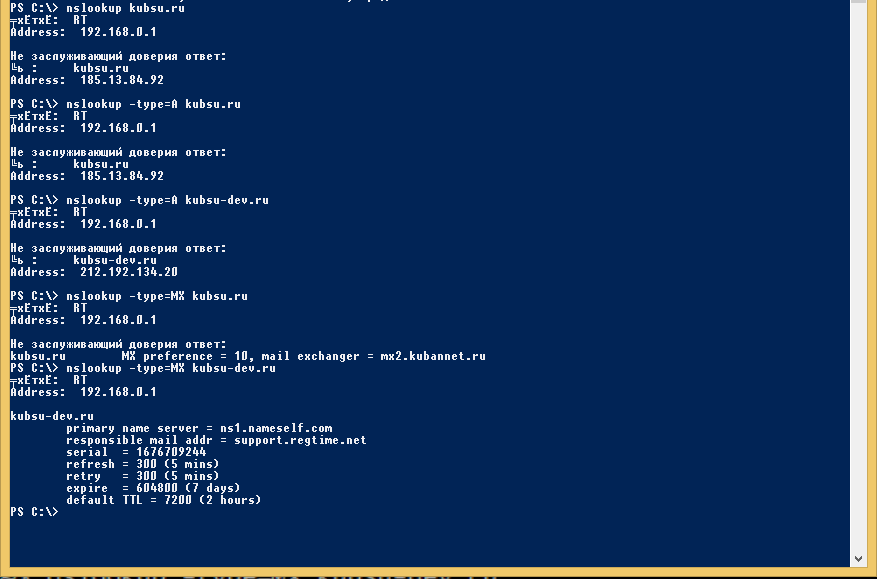 PS C:\> nslookup kubsu.ru
╤хЁтхЁ:  RT
Address:  192.168.0.1

Не заслуживающий доверия ответ:
╚ь :     kubsu.ru
Address:  185.13.84.92

PS C:\> nslookup -type=A kubsu.ru
╤хЁтхЁ:  RT
Address:  192.168.0.1

Не заслуживающий доверия ответ:
╚ь :     kubsu.ru
Address:  185.13.84.92

PS C:\> nslookup -type=A kubsu-dev.ru
╤хЁтхЁ:  RT
Address:  192.168.0.1

Не заслуживающий доверия ответ:
╚ь :     kubsu-dev.ru
Address:  212.192.134.20

PS C:\> nslookup -type=MX kubsu.ru
╤хЁтхЁ:  RT
Address:  192.168.0.1

Не заслуживающий доверия ответ:
kubsu.ru        MX preference = 10, mail exchanger = mx2.kubannet.ru
PS C:\> nslookup -type=MX kubsu-dev.ru
╤хЁтхЁ:  RT
Address:  192.168.0.1

kubsu-dev.ru
        primary name server = ns1.nameself.com
        responsible mail addr = support.regtime.net
        serial  = 1676709244
        refresh = 300 (5 mins)
        retry   = 300 (5 mins)
        expire  = 604800 (7 days)
        default TTL = 7200 (2 hours)
PS C:\>